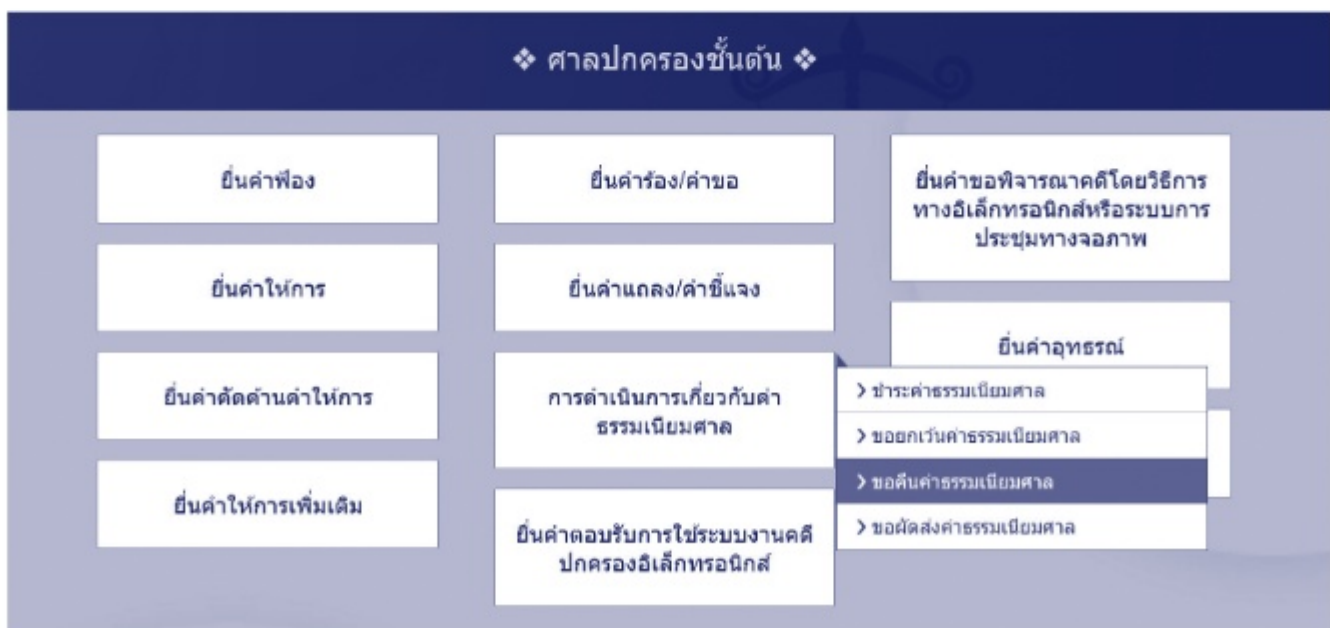 ❖ ศาลปกครองชั้นต้น ❖
ยื่นคำฟ้อง
ยื่นคำให้การ
ยื่นคำคัดค้านคำให้การ
ยื่นคำให้การเพิ่มเติม
ยื่นคำร้อง/คำขอ
ยื่นคำแถลง/คำชี้แจง
การดำเนินการเกี่ยวกับค่า
ธรรมเนียมศาล
❯ ชำระค่าธรรมเนียมศาล
❯ ขอยกเว้นค่าธรรมเนียมศาล
❯ ขอคืนค่าธรรมเนียมศาล
❯ ขอผัดส่งค่าธรรมเนียมศาล
ยื่นคำตอบรับการใช้ระบบงานคดี
ปกครองอิเล็กทรอนิกส์
ยื่นคำขอพิจารณาคดีโดยวิธีการ
ทางอิเล็กทรอนิกส์หรือระบบการ
ประชุมทางจอภาพ
ยื่นคำอุทธรณ์